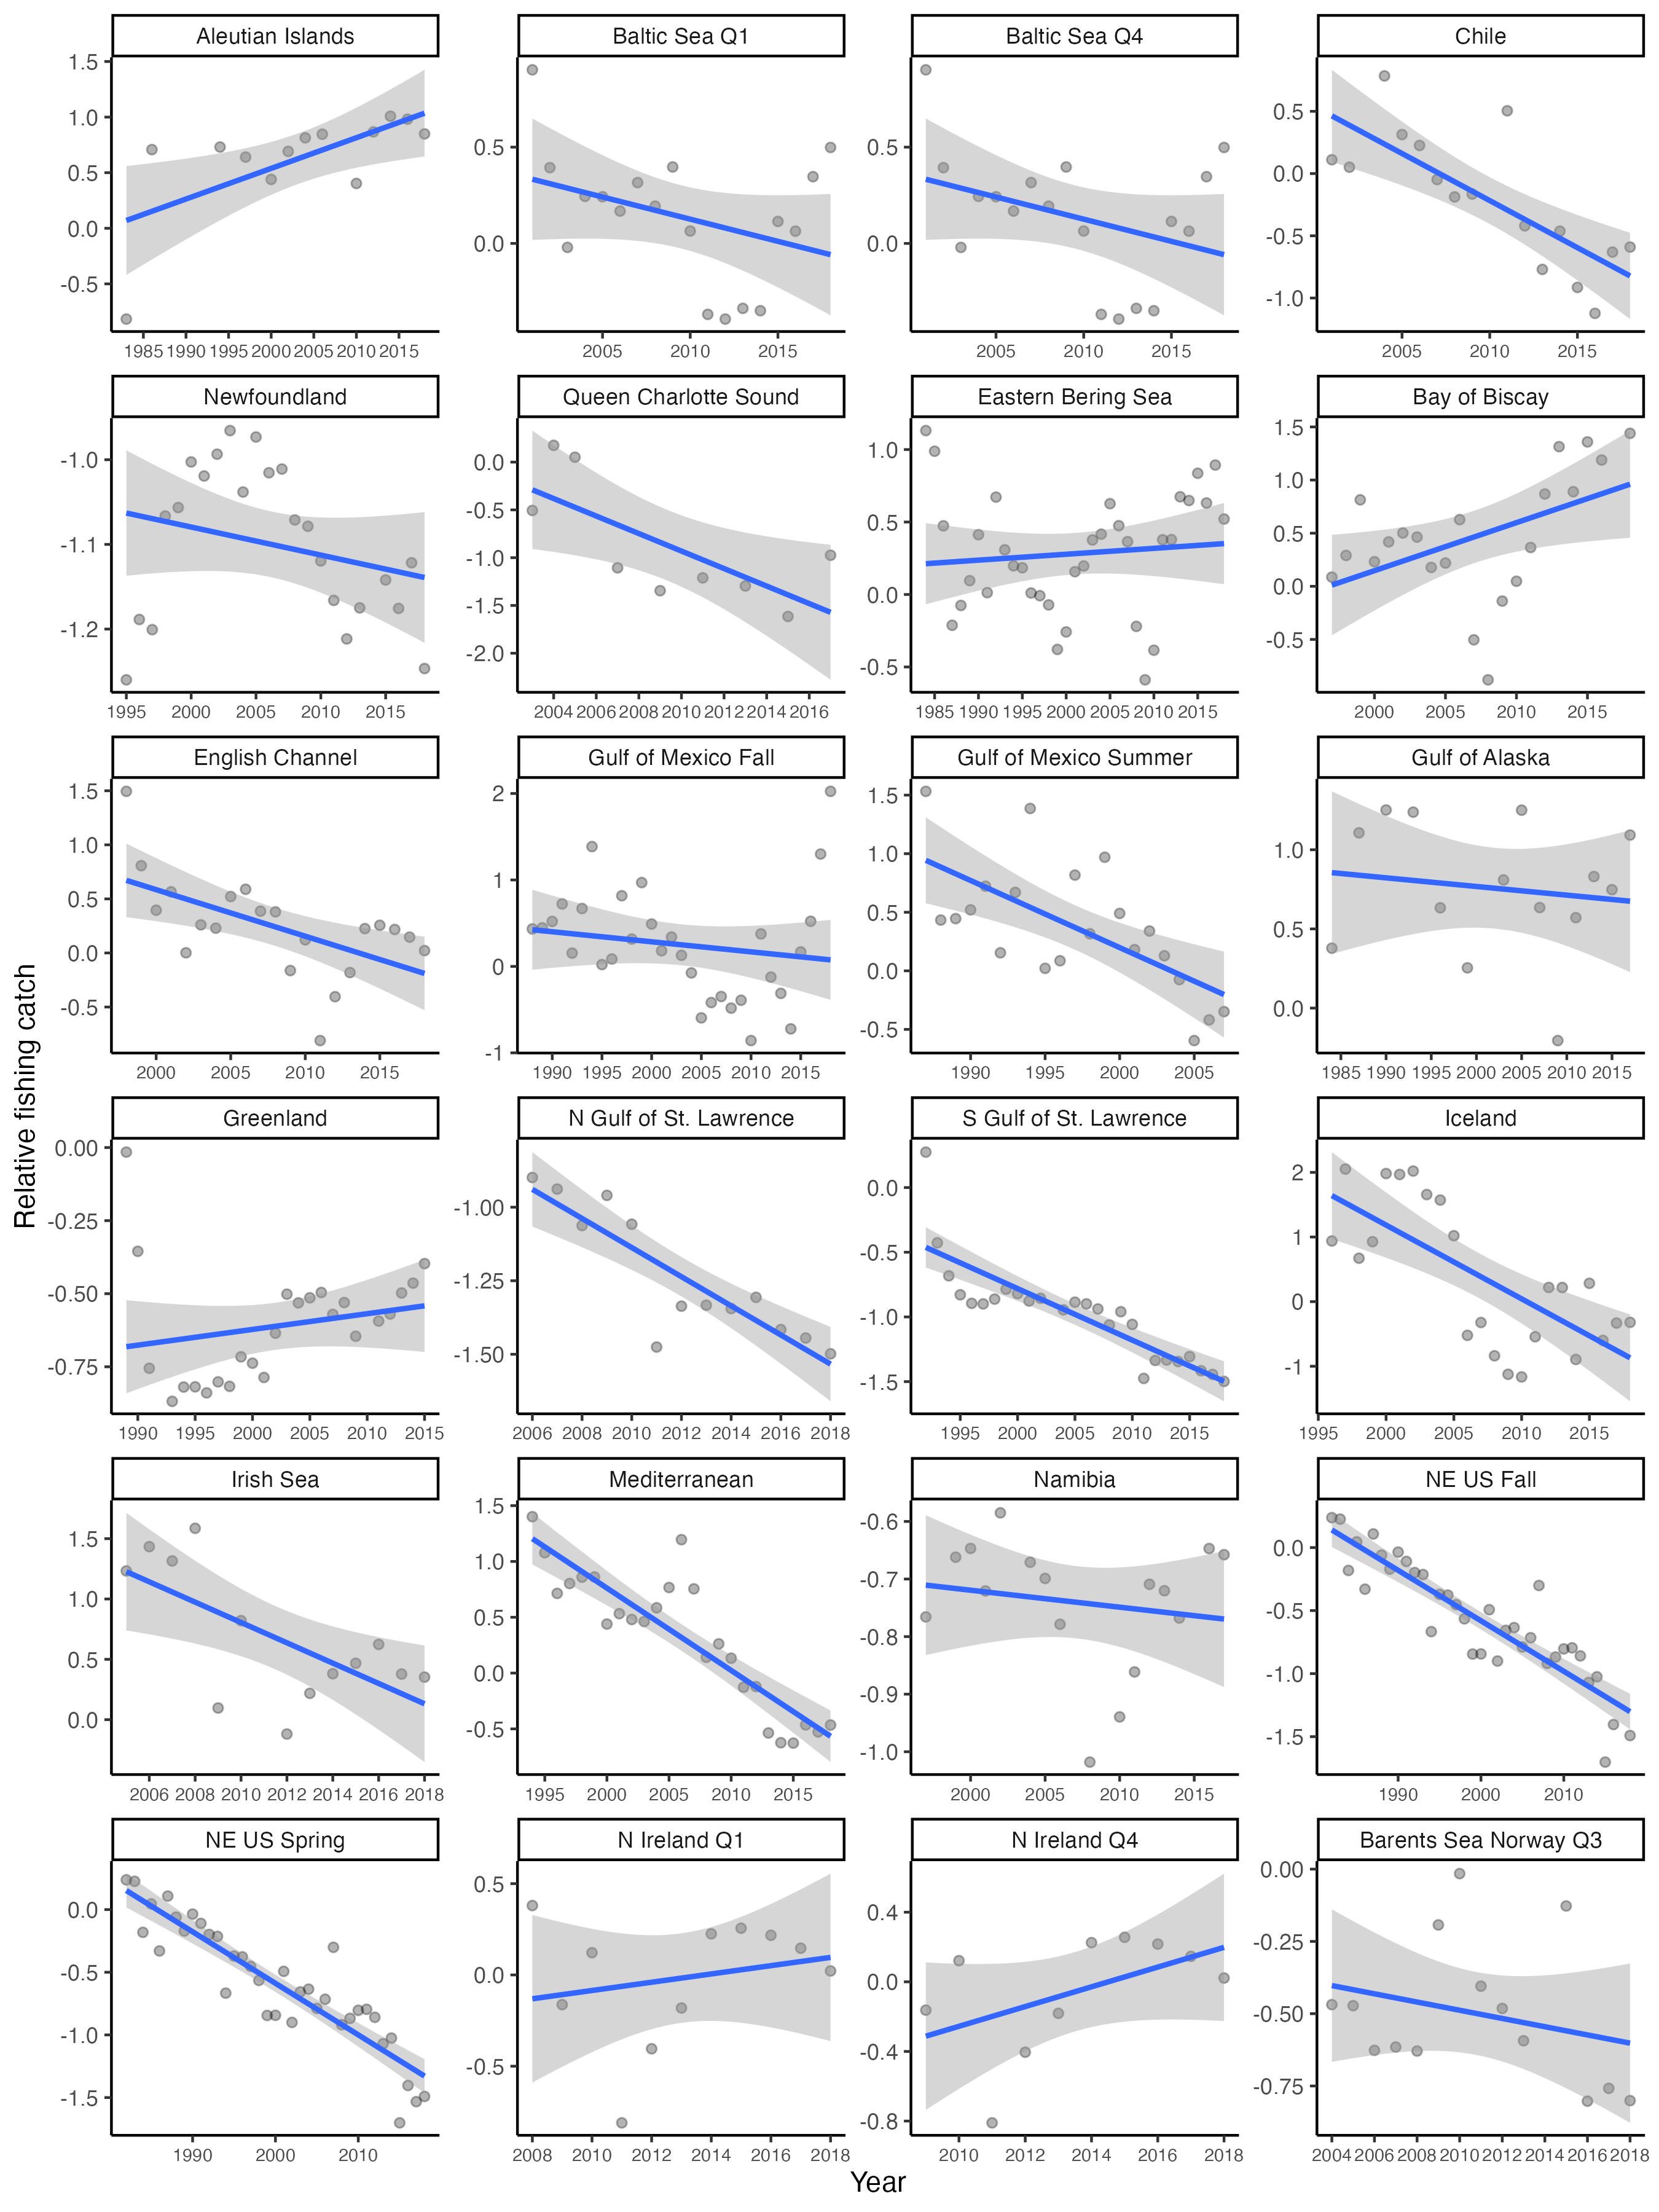 Aleutian Islands Baltic Sea Q1 Baltic Sea Q4 Chile
1.5 1.0 0.5 0.0 -0.5
0.5 0.0
0.5 0.0
0.5 0.0 -0.5 -1.0
1985 1990 1995 2000 2005 2010 2015
2005 2010 2015
2005 2010 2015
2005 2010 2015
Newfoundland Queen Charlotte Sound Eastern Bering Sea Bay of Biscay
-1.0 -1.1 -1.2
0.0 -0.5 -1.0 -1.5 -2.0
1.0 0.5 0.0 -0.5
1.5 1.0 0.5 0.0 -0.5
1995 2000 2005 2010 2015
2004 2006 2008 2010 2012 2014 2016
1985 1990 1995 2000 2005 2010 2015
2000 2005 2010 2015
English Channel Gulf of Mexico Fall Gulf of Mexico Summer Gulf of Alaska
1.5 1.0 0.5 0.0 -0.5
2 1 0 -1
1.5 1.0 0.5 0.0 -0.5
1.0 0.5 0.0
2000 2005 2010 2015
1990 1995 2000 2005 2010 2015
1990 1995 2000 2005
1985 1990 1995 2000 2005 2010 2015
Relative fishing catch
Greenland N Gulf of St. Lawrence S Gulf of St. Lawrence Iceland
0.00 -0.25 -0.50 -0.75
-1.00 -1.25 -1.50
0.0 -0.5 -1.0 -1.5
2 1 0 -1
1990 1995 2000 2005 2010 2015
2006 2008 2010 2012 2014 2016 2018
1995 2000 2005 2010 2015
1995 2000 2005 2010 2015
Irish Sea Mediterranean Namibia NE US Fall
1.5 1.0 0.5 0.0
1.5 1.0 0.5 0.0 -0.5
-0.6 -0.7 -0.8 -0.9 -1.0
0.0 -0.5 -1.0 -1.5
2006 2008 2010 2012 2014 2016 2018
1995 2000 2005 2010 2015
2000 2005 2010 2015
1990 2000 2010
NE US Spring N Ireland Q1 N Ireland Q4 Barents Sea Norway Q3
0.0 -0.5 -1.0 -1.5
0.5 0.0 -0.5
0.4 0.0 -0.4 -0.8
0.00 -0.25 -0.50 -0.75
1990 2000 2010
2008 2010 2012 2014 2016 2018
2010 2012 2014 2016 2018
2004 2006 2008 2010 2012 2014 2016 2018
Year